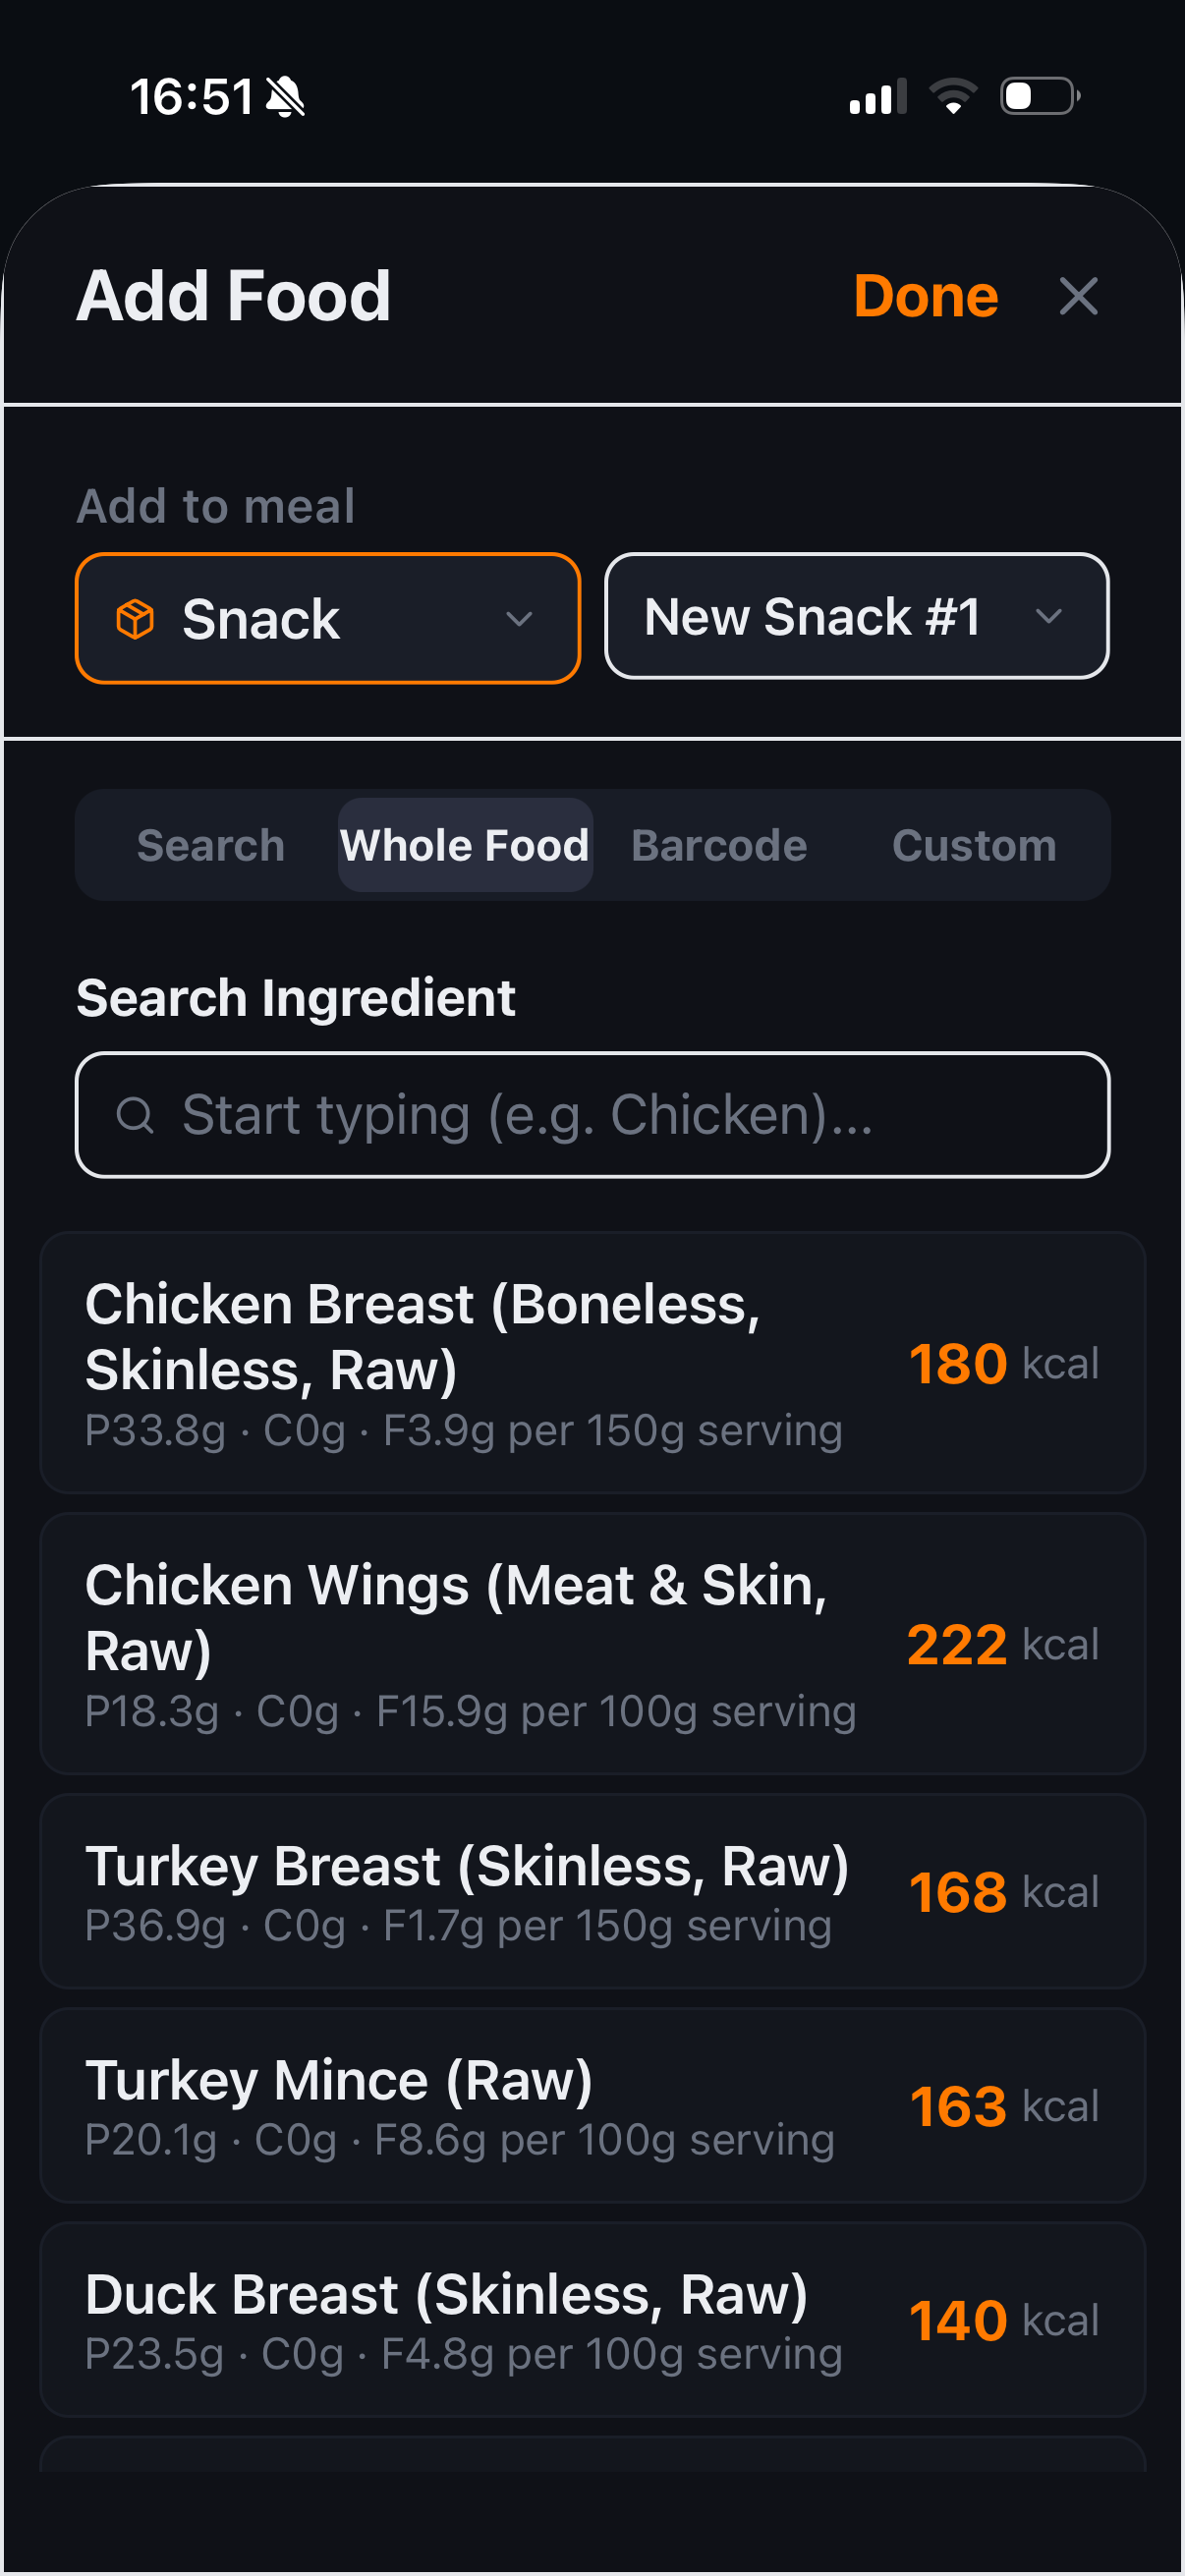 16:51
Add Food
Done
Add to meal
Snack
New Snack #1
Search
Whole Food
Barcode
Custom
Search Ingredient
Start typing (e.g. Chicken)...
Chicken Breast (Boneless,
Skinless, Raw)
P33.8g · C0g · F3.9g per 150g serving
180 kcal
Chicken Wings (Meat & Skin,
Raw)
P18.3g · C0g · F15.9g per 100g serving
222 kcal
Turkey Breast (Skinless, Raw)
P36.9g · C0g · F1.7g per 150g serving
168 kcal
Turkey Mince (Raw)
P20.1g · C0g · F8.6g per 100g serving
163 kcal
Duck Breast (Skinless, Raw)
P23.5g · C0g · F4.8g per 100g serving
140 kcal